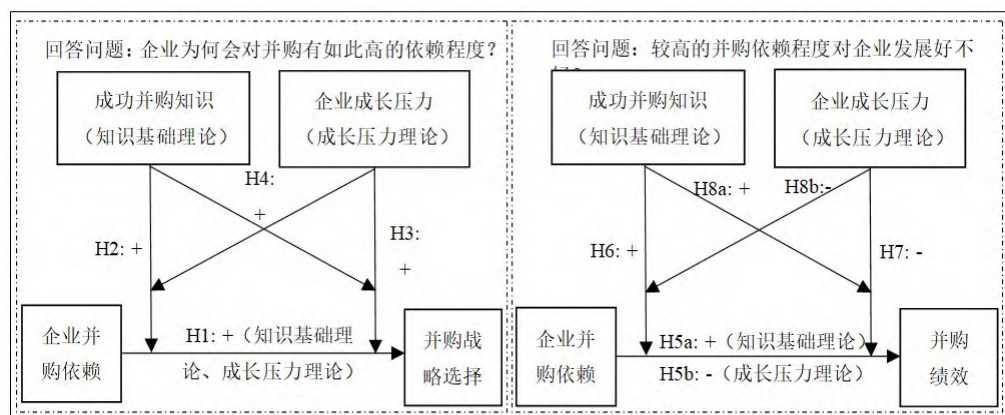 回答问题：企业为何会对并购有如此高的依赖程度？
成功并购知识
（知识基础理论）
企业成长压力
（成长压力理论）
H4:
+
H2: +
H3:
+
企业并
购依赖
H1: +（知识基础理
论、成长压力理论）
并购战
略选择
回答问题：较高的并购依赖程度对企业发展好不
成功并购知识
（知识基础理论）
企业成长压力
（成长压力理论）
H8a: +
H8b:-
H6: +
H7: -
企业并
购依赖
H5a: +（知识基础理论）
H5b: -（成长压力理论）
并购
绩效